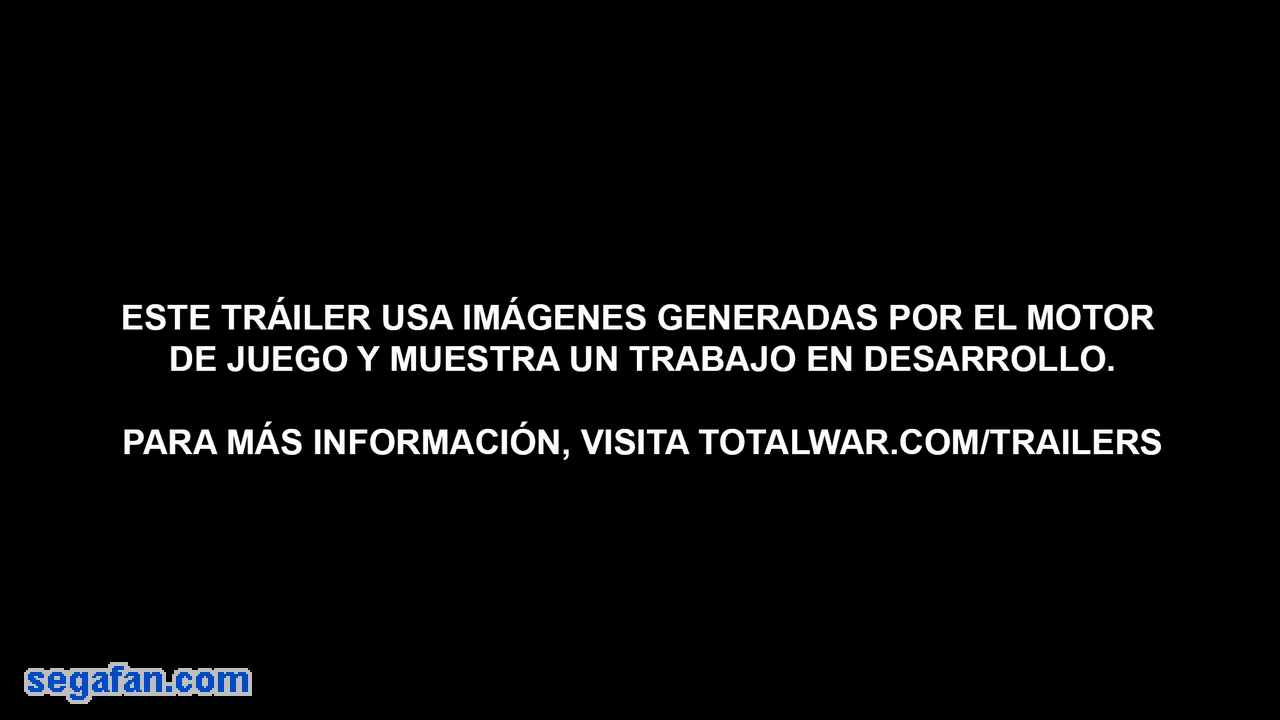 ESTE TRÁILER USA IMÁGENES GENERADAS POR EL MOTOR
DE JUEGO Y MUESTRA UN TRABAJO EN DESARROLLO.
PARA MÁS INFORMACIÓN, VISITA TOTALWAR.COM/TRAILERS
segafan.com